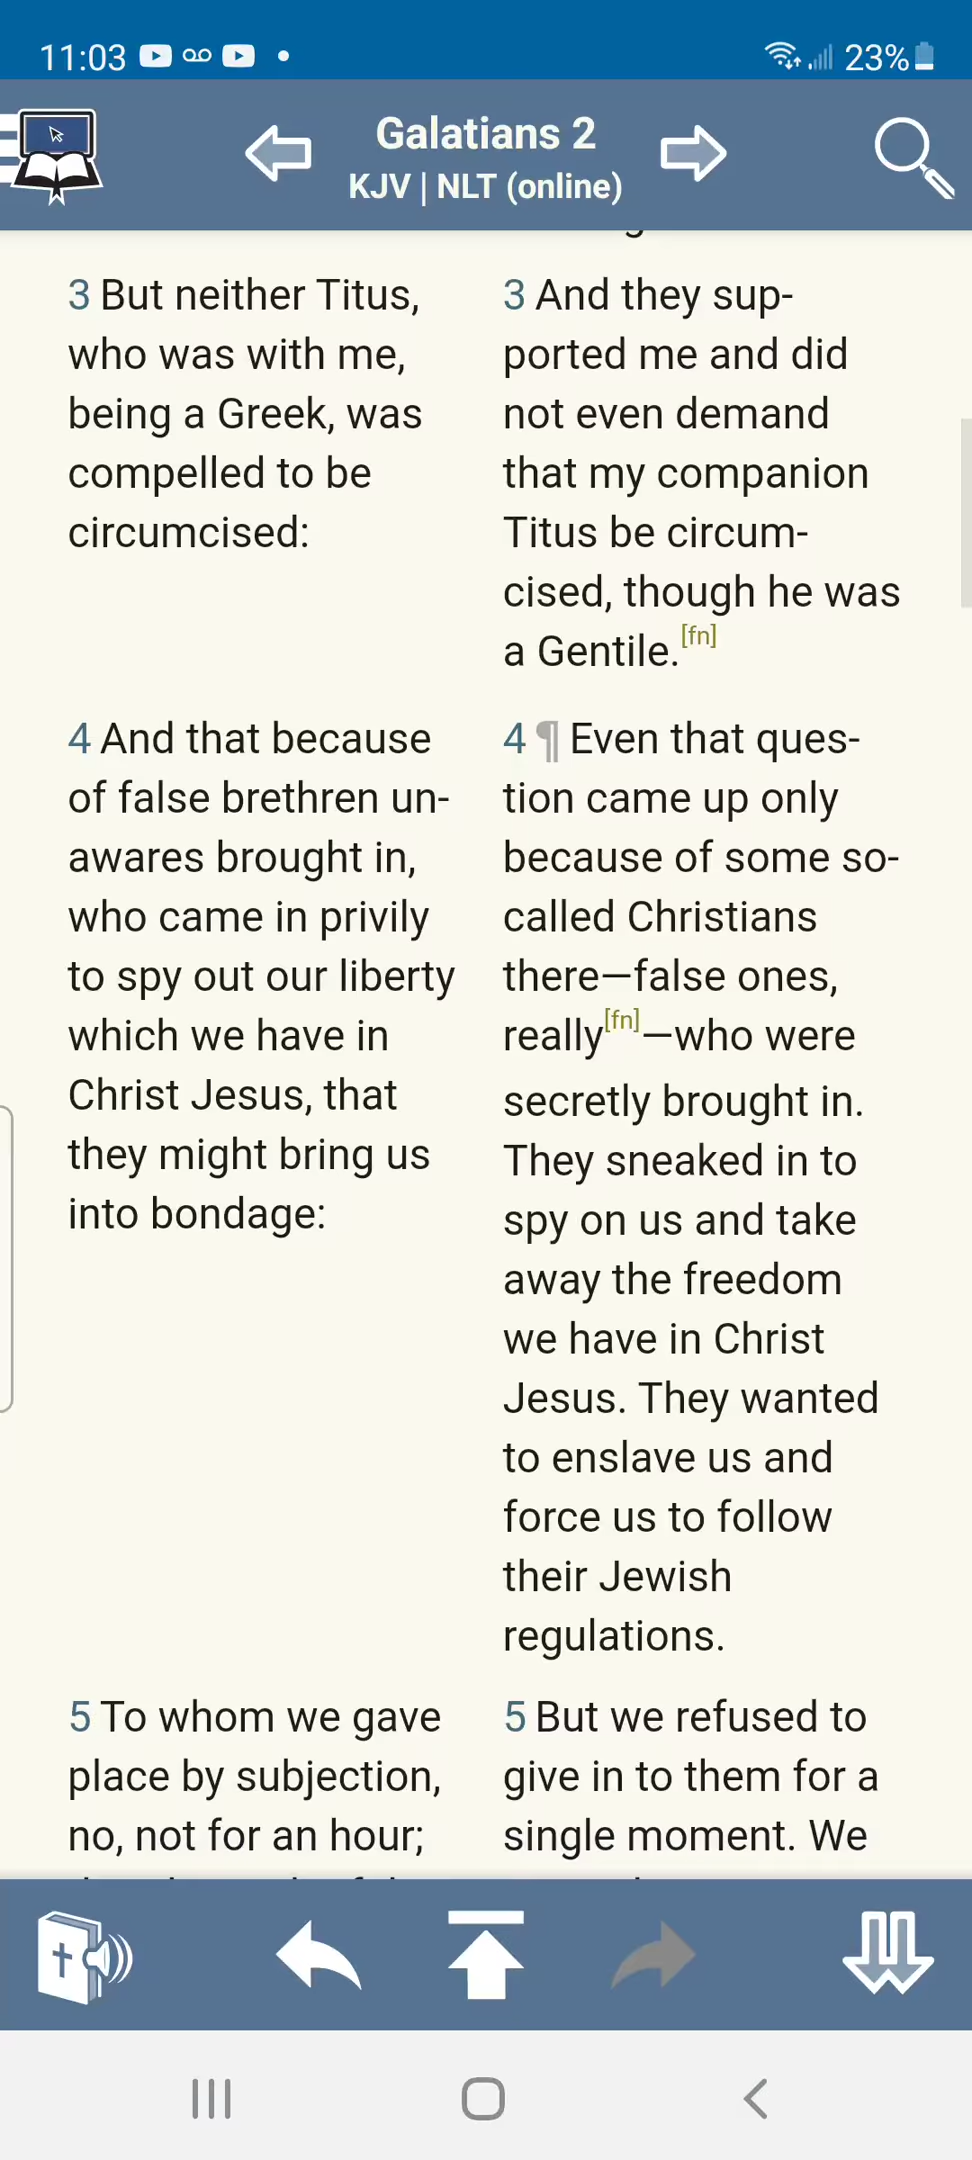 11:03
23%
Galatians 2
KJV | NLT (online)
3 But neither Titus,
who was with me,
being a Greek, was
compelled to be
circumcised:
3 And they sup-
ported me and did
not even demand
that my companion
Titus be circum-
cised, though he was
a Gentile.[fn]
4 And that because
of false brethren un-
awares brought in,
who came in privily
to spy out our liberty
which we have in
Christ Jesus, that
they might bring us
into bondage:
4 ¶ Even that ques-
tion came up only
because of some so-
called Christians
there—false ones,
really[fn]—who were
secretly brought in.
They sneaked in to
spy on us and take
away the freedom
we have in Christ
Jesus. They wanted
to enslave us and
force us to follow
their Jewish
regulations.
5 To whom we gave
place by subjection,
no, not for an hour;
5 But we refused to
give in to them for a
single moment. We